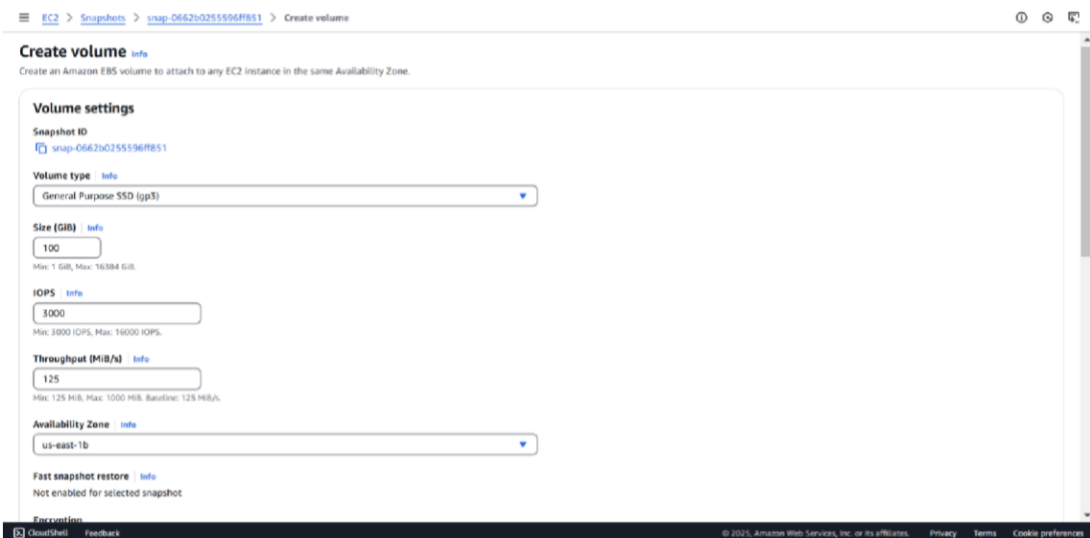 EC2 > Snapshots > snap-0662b0255596ff851 > Create volume
Create volume Info
Create an Amazon EBS volume to attach to any EC2 instance in the same Availability Zone.
Volume settings
Snapshot ID
snap-0662b0255596ff851
Volume type Info
General Purpose SSD (gp3)
Size (GiB) Info
100
Min: 1 GiB, Max: 16384 GiB.
IOPS Info
3000
Min: 3000 IOPS, Max: 16000 IOPS.
Throughput (MiB/s) Info
125
Min: 125 MiB, Max: 1000 MiB. Baseline: 125 MiB/s.
Availability Zone Info
us-east-1b
Fast snapshot restore Info
Not enabled for selected snapshot
Encryption
CloudShell Feedback © 2025, Amazon Web Services, Inc. or its affiliates. Privacy Terms Cookie preferences